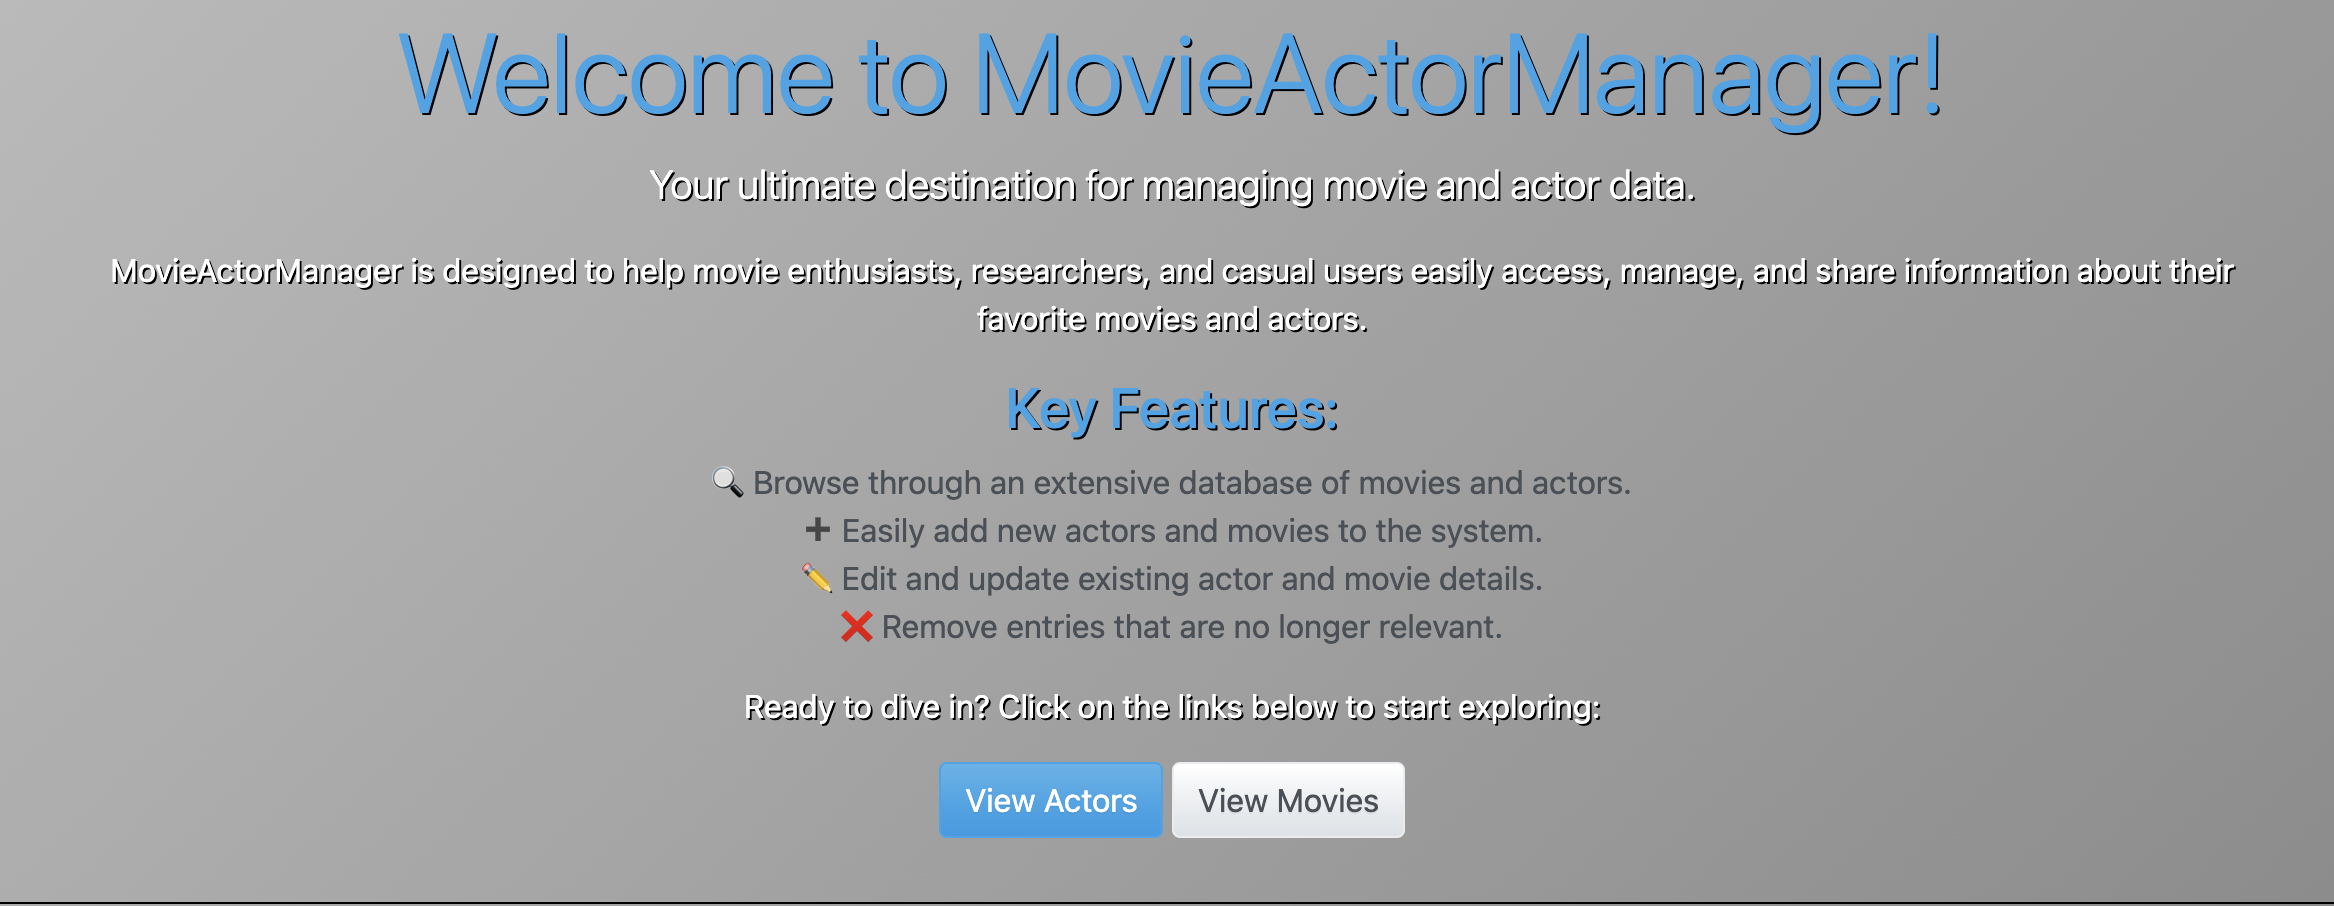 Welcome to MovieActorManager!
Your ultimate destination for managing movie and actor data.
MovieActorManager is designed to help movie enthusiasts, researchers, and casual users easily access, manage, and share information about their
favorite movies and actors.
Key Features:
🔍 Browse through an extensive database of movies and actors.
➕ Easily add new actors and movies to the system.
✏️ Edit and update existing actor and movie details.
❌ Remove entries that are no longer relevant.
Ready to dive in? Click on the links below to start exploring:
View Actors View Movies